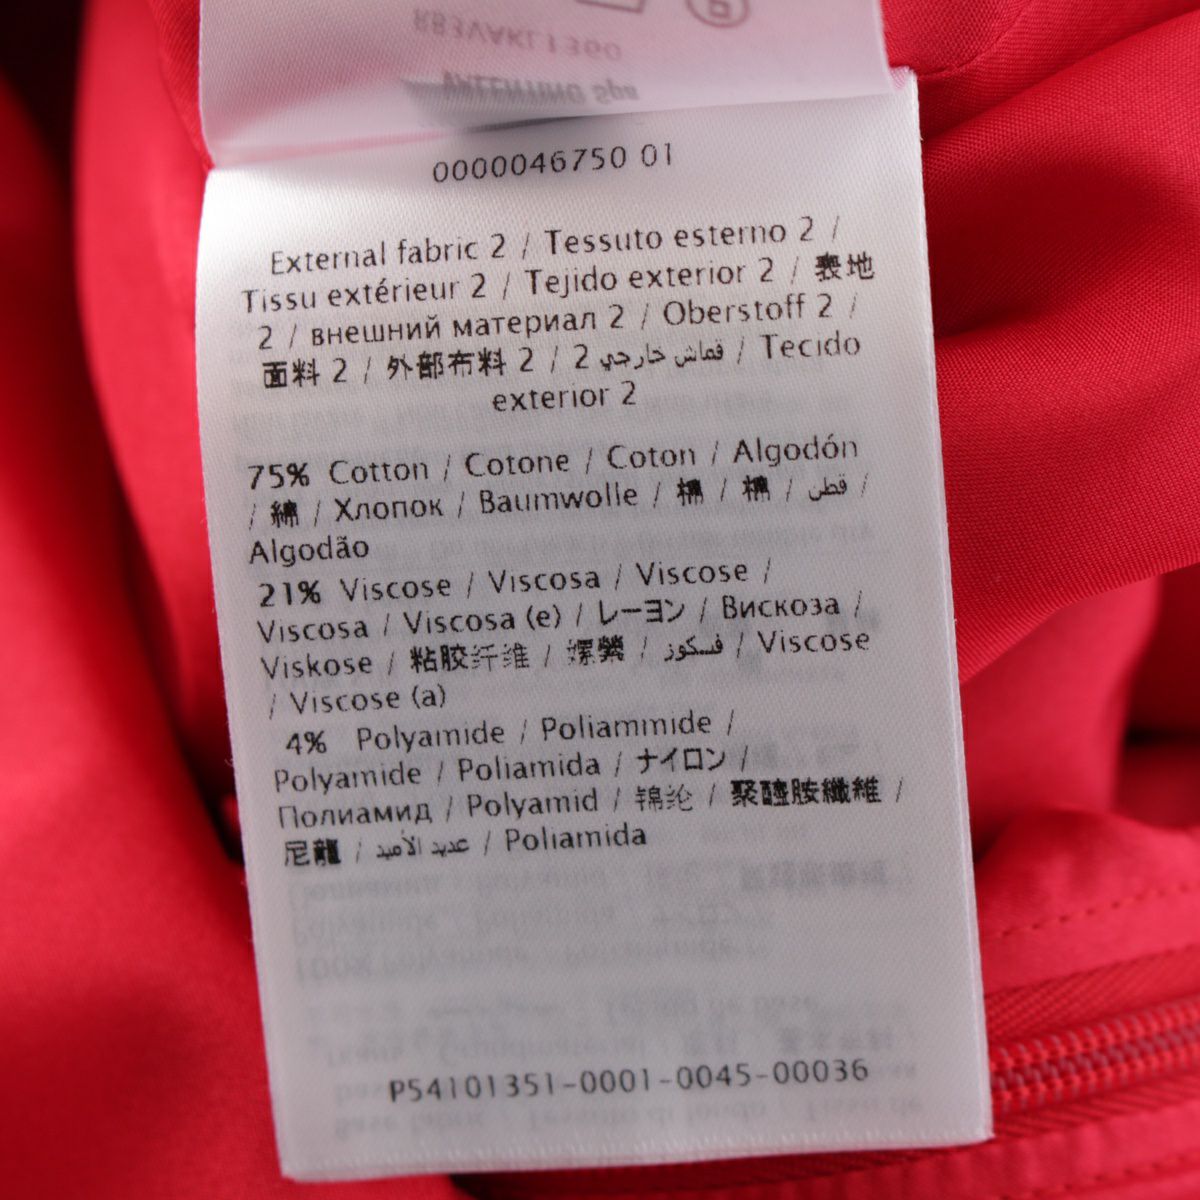 RB3VAKL1360
VALENTINO SpA
0000046750 01
External fabric 2 / Tessuto esterno 2 /
Tissu extérieur 2 / Tejido exterior 2 / 表地
2 / внешний материал 2 / Oberstoff 2 /
面料 2 / 外部布料 2 / قماش خارجي 2 / Tecido
exterior 2
75% Cotton / Cotone / Coton / Algodón
/ 綿 / Хлопок / Baumwolle / 棉 / 棉 / قطن /
Algodão
21% Viscose / Viscosa / Viscose /
Viscosa / Viscosa (e) / レーヨン / Вискоза /
Viskose / 粘胶纤维 / 嫘縈 / فسكوز / Viscose
/ Viscose (a)
4% Polyamide / Poliammide /
Polyamide / Poliamida / ナイロン /
Полиамид / Polyamid / 锦纶 / 聚醯胺纖維 /
尼龍 / عديد الأميد / Poliamida
P54101351-0001-0045-00036